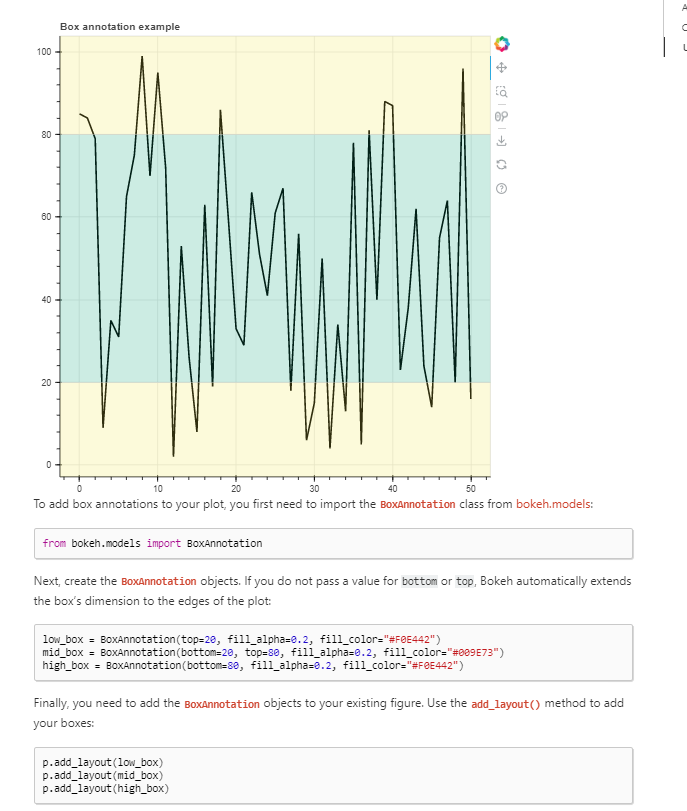 Box annotation example
100
80
60
40
20
0
0 10 20 30 40 50
To add box annotations to your plot, you first need to import the BoxAnnotation class from bokeh.models:
from bokeh.models import BoxAnnotation
Next, create the BoxAnnotation objects. If you do not pass a value for bottom or top, Bokeh automatically extends
the box's dimension to the edges of the plot:
low_box = BoxAnnotation(top=20, fill_alpha=0.2, fill_color="#F0E442")
mid_box = BoxAnnotation(bottom=20, top=80, fill_alpha=0.2, fill_color="#009E73")
high_box = BoxAnnotation(bottom=80, fill_alpha=0.2, fill_color="#F0E442")
Finally, you need to add the BoxAnnotation objects to your existing figure. Use the add_layout() method to add
your boxes:
p.add_layout(low_box)
p.add_layout(mid_box)
p.add_layout(high_box)